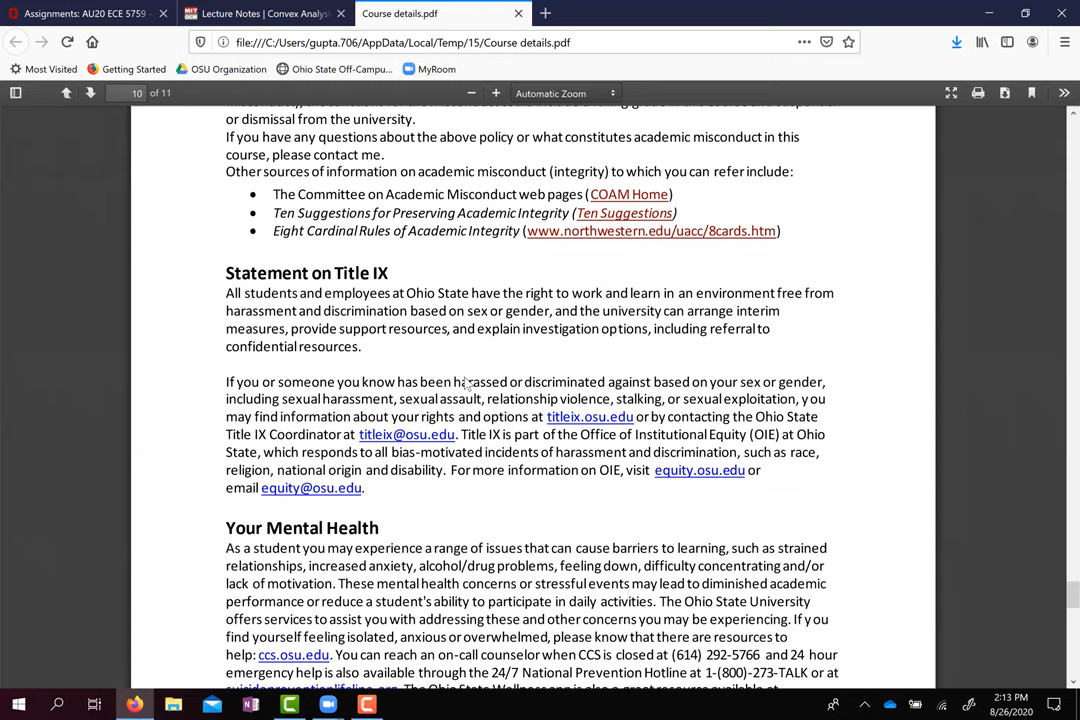 Assignments: AU20 ECE 5759 -
Lecture Notes | Convex Analysi
Course details.pdf
file:///C:/Users/gupta.706/AppData/Local/Temp/15/Course details.pdf
Most Visited
Getting Started
OSU Organization
Ohio State Off-Campu...
MyRoom
10 of 11
Automatic Zoom
or dismissal from the university.
If you have any questions about the above policy or what constitutes academic misconduct in this
course, please contact me.
Other sources of information on academic misconduct (integrity) to which you can refer include:
• The Committee on Academic Misconduct web pages (COAM Home)
• Ten Suggestions for Preserving Academic Integrity (Ten Suggestions)
• Eight Cardinal Rules of Academic Integrity (www.northwestern.edu/uacc/8cards.htm)
Statement on Title IX
All students and employees at Ohio State have the right to work and learn in an environment free from
harassment and discrimination based on sex or gender, and the university can arrange interim
measures, provide support resources, and explain investigation options, including referral to
confidential resources.
If you or someone you know has been harassed or discriminated against based on your sex or gender,
including sexual harassment, sexual assault, relationship violence, stalking, or sexual exploitation, you
may find information about your rights and options at titleix.osu.edu or by contacting the Ohio State
Title IX Coordinator at titleix@osu.edu. Title IX is part of the Office of Institutional Equity (OIE) at Ohio
State, which responds to all bias-motivated incidents of harassment and discrimination, such as race,
religion, national origin and disability. For more information on OIE, visit equity.osu.edu or
email equity@osu.edu.
Your Mental Health
As a student you may experience a range of issues that can cause barriers to learning, such as strained
relationships, increased anxiety, alcohol/drug problems, feeling down, difficulty concentrating and/or
lack of motivation. These mental health concerns or stressful events may lead to diminished academic
performance or reduce a student's ability to participate in daily activities. The Ohio State University
offers services to assist you with addressing these and other concerns you may be experiencing. If you
find yourself feeling isolated, anxious or overwhelmed, please know that there are resources to
help: ccs.osu.edu. You can reach an on-call counselor when CCS is closed at (614) 292-5766 and 24 hour
emergency help is also available through the 24/7 National Prevention Hotline at 1-(800)-273-TALK or at
2:13 PM
8/26/2020